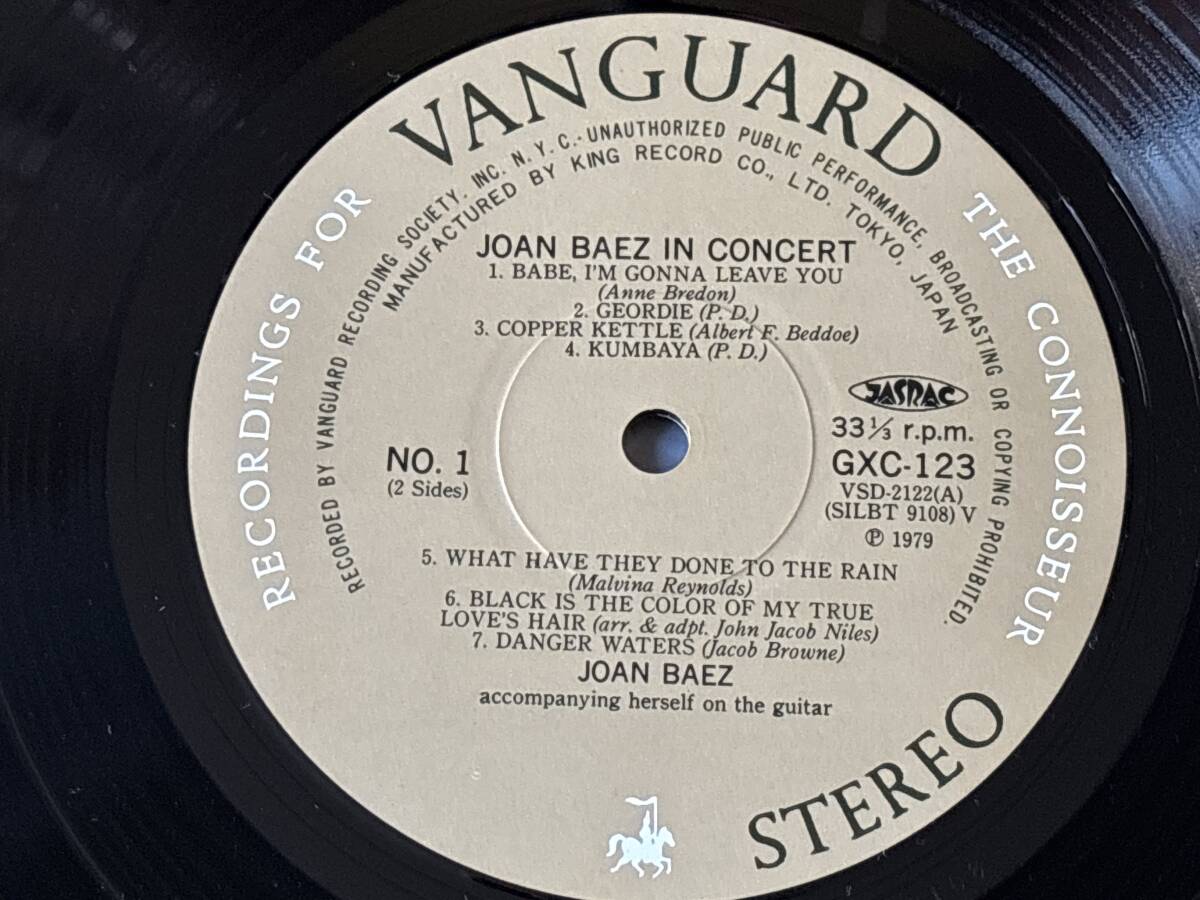 VANGUARD
RECORDINGS FOR THE CONNOISSEUR
RECORDED BY VANGUARD RECORDING SOCIETY, INC. N. Y. C.-UNAUTHORIZED PUBLIC PERFORMANCE, BROADCASTING OR COPYING PROHIBITED.
MANUFACTURED BY KING RECORD CO., LTD. TOKYO, JAPAN
JOAN BAEZ IN CONCERT
1. BABE, I'M GONNA LEAVE YOU
(Anne Bredon)
2. GEORDIE (P. D.)
3. COPPER KETTLE (Albert F. Beddoe)
4. KUMBAYA (P. D.)
JASRAC
33⅓ r.p.m.
NO. 1
(2 Sides)
GXC-123
VSD-2122(A)
(SILBT 9108) V
℗ 1979
5. WHAT HAVE THEY DONE TO THE RAIN
(Malvina Reynolds)
6. BLACK IS THE COLOR OF MY TRUE
LOVE'S HAIR (arr. & adpt. John Jacob Niles)
7. DANGER WATERS (Jacob Browne)
JOAN BAEZ
accompanying herself on the guitar
STEREO